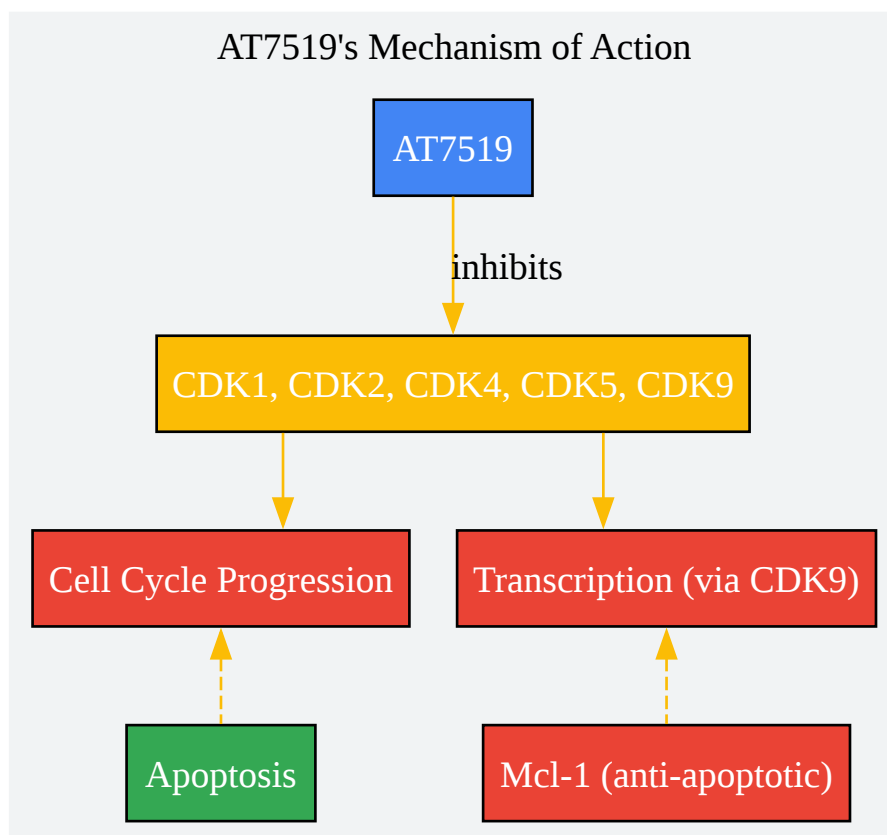 AT7519's Mechanism of Action
AT7519
inhibits
CDK1, CDK2, CDK4, CDK5, CDK9
Cell Cycle Progression
Transcription (via CDK9)
Apoptosis
Mcl-1 (anti-apoptotic)